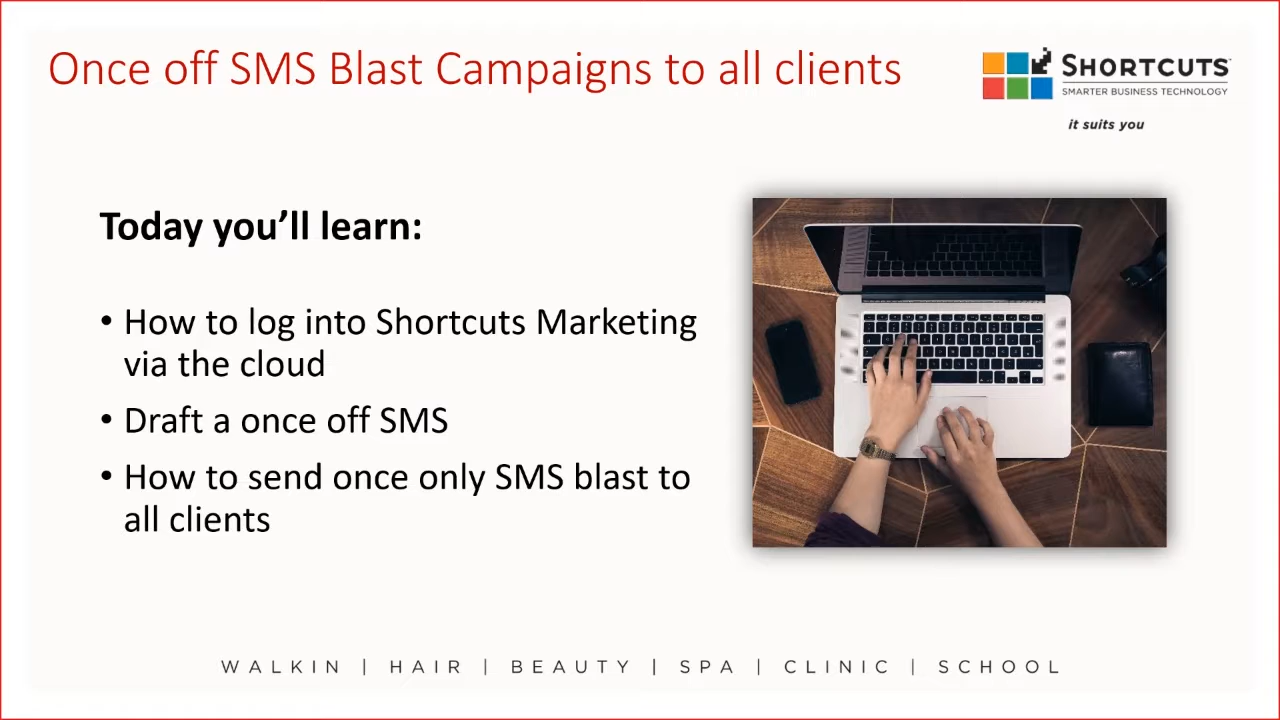 Once off SMS Blast Campaigns to all clients
SHORTCUTS
SMARTER BUSINESS TECHNOLOGY
it suits you
Today you’ll learn:
• How to log into Shortcuts Marketing
via the cloud
• Draft a once off SMS
• How to send once only SMS blast to
all clients
WALKIN | HAIR | BEAUTY | SPA | CLINIC | SCHOOL